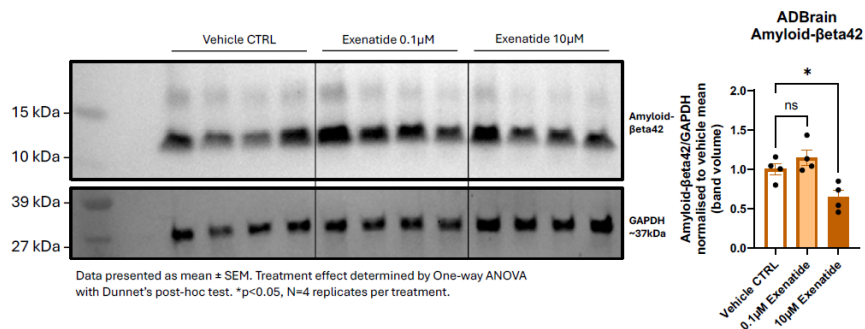 Vehicle CTRL
Exenatide 0.1µM
Exenatide 10µM
15 kDa
10 kDa
39 kDa
27 kDa
Amyloid-
βeta42
GAPDH
~37kDa
Data presented as mean ± SEM. Treatment effect determined by One-way ANOVA
with Dunnet's post-hoc test. *p<0.05, N=4 replicates per treatment.
ADBrain
Amyloid-βeta42
Amyloid-βeta42/GAPDH
normalised to vehicle mean
(band volume)
2.0
1.5
1.0
0.5
0.0
*
ns
Vehicle CTRL
0.1µM Exenatide
10µM Exenatide